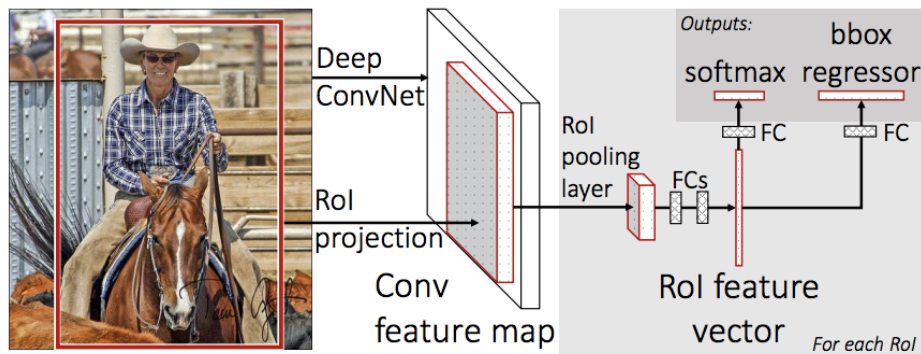 Deep
ConvNet
RoI
projection
Conv
feature map
RoI
pooling
layer
FCs
RoI feature
vector
Outputs:
softmax
bbox
regressor
FC
FC
For each RoI